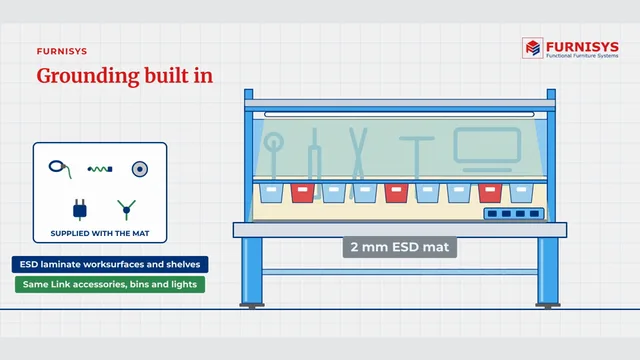 FURNISYS
Grounding built in
FURNISYS
Functional Furniture Systems
SUPPLIED WITH THE MAT
ESD laminate worksurfaces and shelves
Same Link accessories, bins and lights
2 mm ESD mat